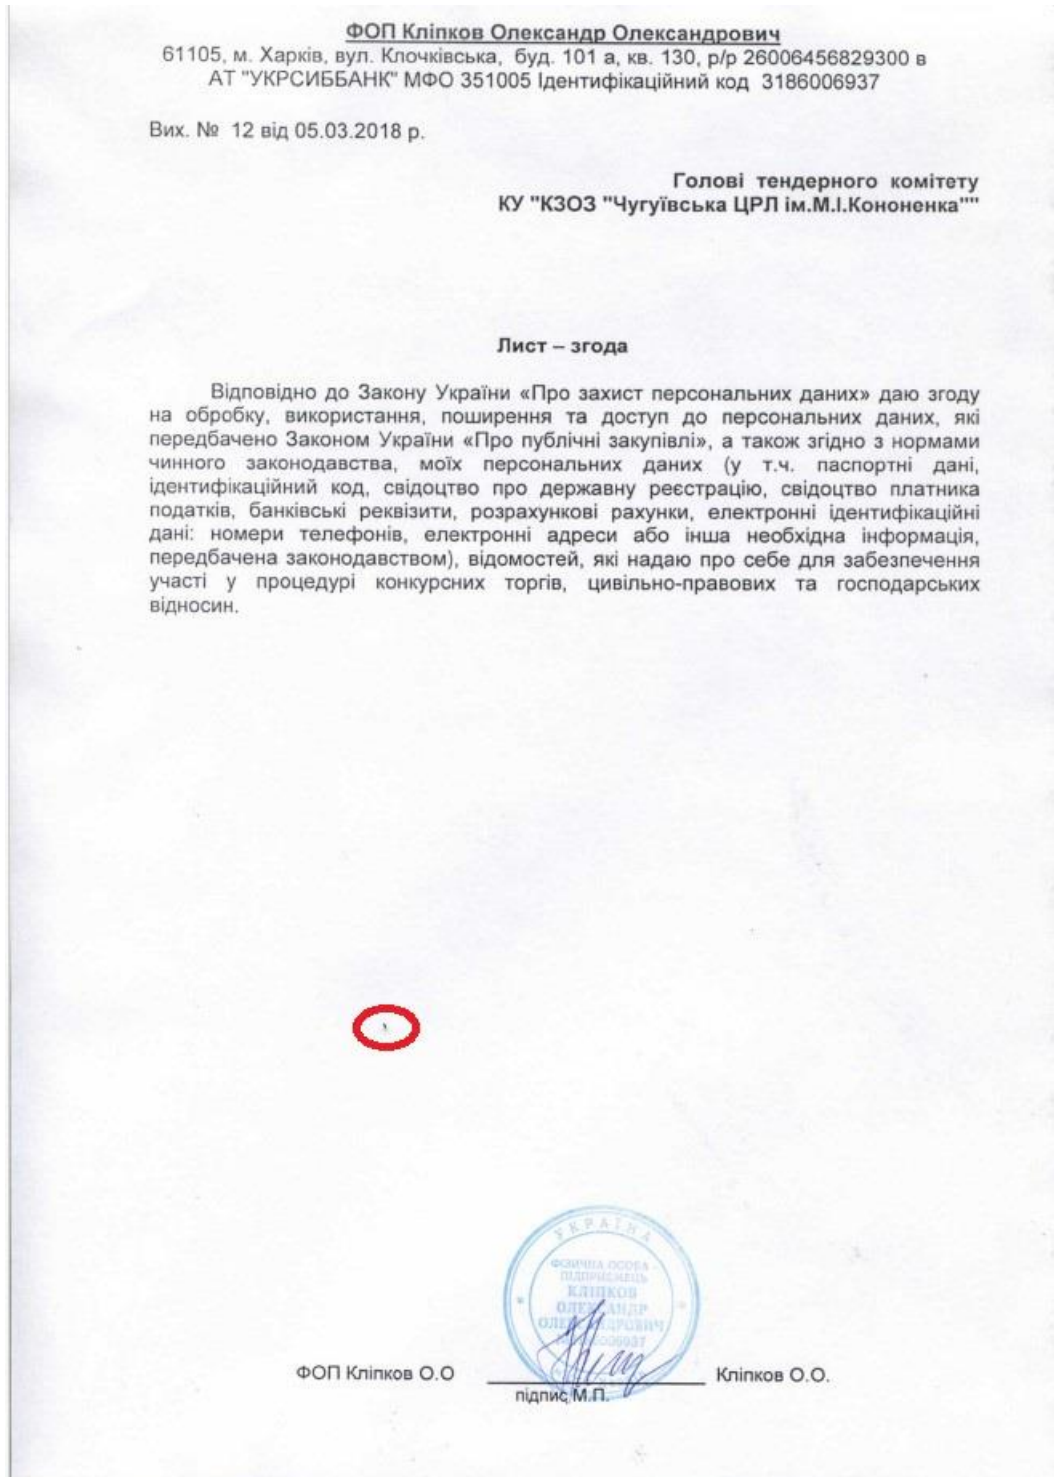 ФОП Кліпков Олександр Олександрович
61105, м. Харків, вул. Клочківська, буд. 101 а, кв. 130, р/р 26006456829300 в
АТ "УКРСИББАНК" МФО 351005 Ідентифікаційний код 3186006937
Вих. № 12 від 05.03.2018 р.
Голові тендерного комітету
КУ "КЗОЗ "Чугуївська ЦРЛ ім.М.І.Кононенка""
Лист – згода
Відповідно до Закону України «Про захист персональних даних» даю згоду
на обробку, використання, поширення та доступ до персональних даних, які
передбачено Законом України «Про публічні закупівлі», а також згідно з нормами
чинного законодавства, моїх персональних даних (у т.ч. паспортні дані,
ідентифікаційний код, свідоцтво про державну реєстрацію, свідоцтво платника
податків, банківські реквізити, розрахункові рахунки, електронні ідентифікаційні
дані: номери телефонів, електронні адреси або інша необхідна інформація,
передбачена законодавством), відомостей, які надаю про себе для забезпечення
участі у процедурі конкурсних торгів, цивільно-правових та господарських
відносин.
УКРАЇНА
ФІЗИЧНА ОСОБА -
ПІДПРИЄМЕЦЬ
КЛІПКОВ
ОЛЕКСАНДР
ОЛЕКСАНДРОВИЧ
ФОП Кліпков О.О Кліпков О.О.
підпис М.П.